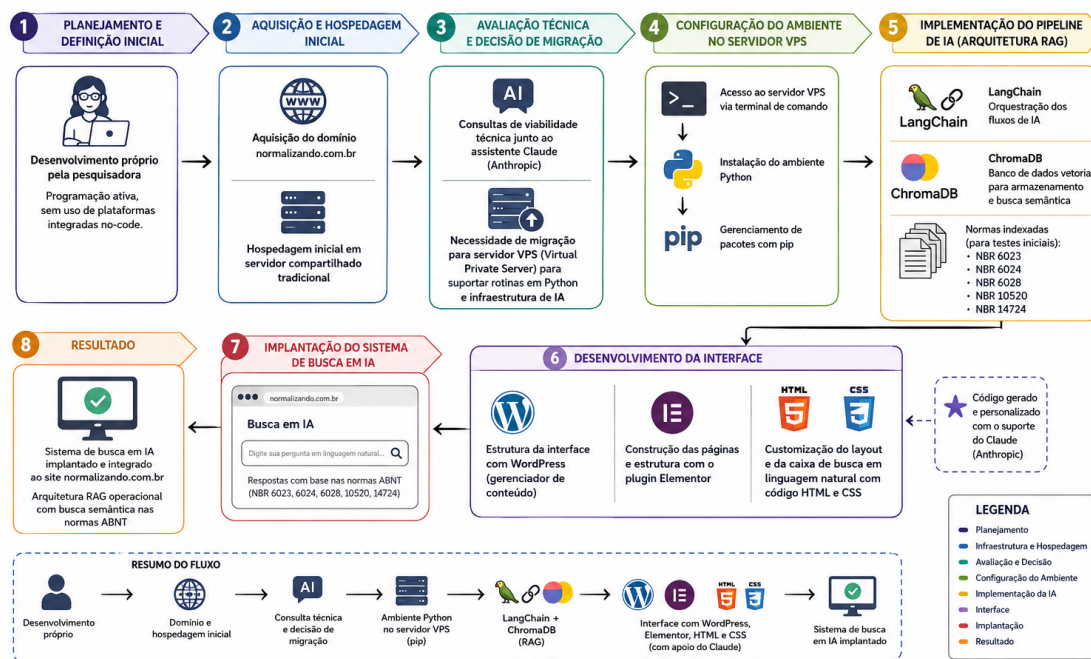 1
PLANEJAMENTO E
DEFINIÇÃO INICIAL
2
AQUISIÇÃO E HOSPEDAGEM
INICIAL
3
AVALIAÇÃO TÉCNICA
E DECISÃO DE MIGRAÇÃO
4
CONFIGURAÇÃO DO AMBIENTE
NO SERVIDOR VPS
5
IMPLEMENTAÇÃO DO PIPELINE
DE IA (ARQUITETURA RAG)
Desenvolvimento próprio
pela pesquisadora
Programação ativa,
sem uso de plataformas
integradas no-code.
WWW
Aquisição do domínio
normalizando.com.br
Hospedagem inicial em
servidor compartilhado
tradicional
AI
Consultas de viabilidade
técnica junto ao
assistente Claude
(Anthropic)
Necessidade de migração
para servidor VPS (Virtual
Private Server) para
suportar rotinas em Python
e infraestrutura de IA
>_
Acesso ao servidor VPS
via terminal de comando
Instalação do ambiente
Python
pip
Gerenciamento de
pacotes com pip
LangChain
LangChain
Orquestração dos
fluxos de IA
ChromaDB
ChromaDB
Banco de dados vetoria
para armazenamento
e busca semântica
Normas indexadas
(para testes iniciais):
• NBR 6023
• NBR 6024
• NBR 6028
• NBR 10520
• NBR 14724
8
RESULTADO
Sistema de busca em IA
implantado e integrado
ao site normalizando.com.br
Arquitetura RAG operacional
com busca semântica nas
normas ABNT
7
IMPLANTAÇÃO DO SISTEMA
DE BUSCA EM IA
normalizando.com.br
Busca em IA
Digite sua pergunta em linguagem natural...
Respostas com base nas normas ABNT
(NBR 6023, 6024, 6028, 10520, 14724)
6
DESENVOLVIMENTO DA INTERFACE
Estrutura da interface
com WordPress
(gerenciador de
conteúdo)
Construção das páginas
e estrutura com o
plugin Elementor
HTML
5
CSS
3
Customização do layout
e da caixa de busca em
linguagem natural com
código HTML e CSS
Código gerado
e personalizado
com o suporte
do Claude
(Anthropic)
LEGENDA
Planejamento
Infraestrutura e Hospedagem
Avaliação e Decisão
Configuração do Ambiente
Implementação da IA
Interface
Implantação
Resultado
RESUMO DO FLUXO
Desenvolvimento
próprio
Domínio e
hospedagem inicial
AI
Consulta técnica
e decisão de
migração
Ambiente Python
no servidor VPS
(pip)
LangChain +
ChromaDB
(RAG)
HTML
5
CSS
3
Interface com WordPress,
Elementor, HTML e CSS
(com apoio do Claude)
Sistema de busca
em IA implantado